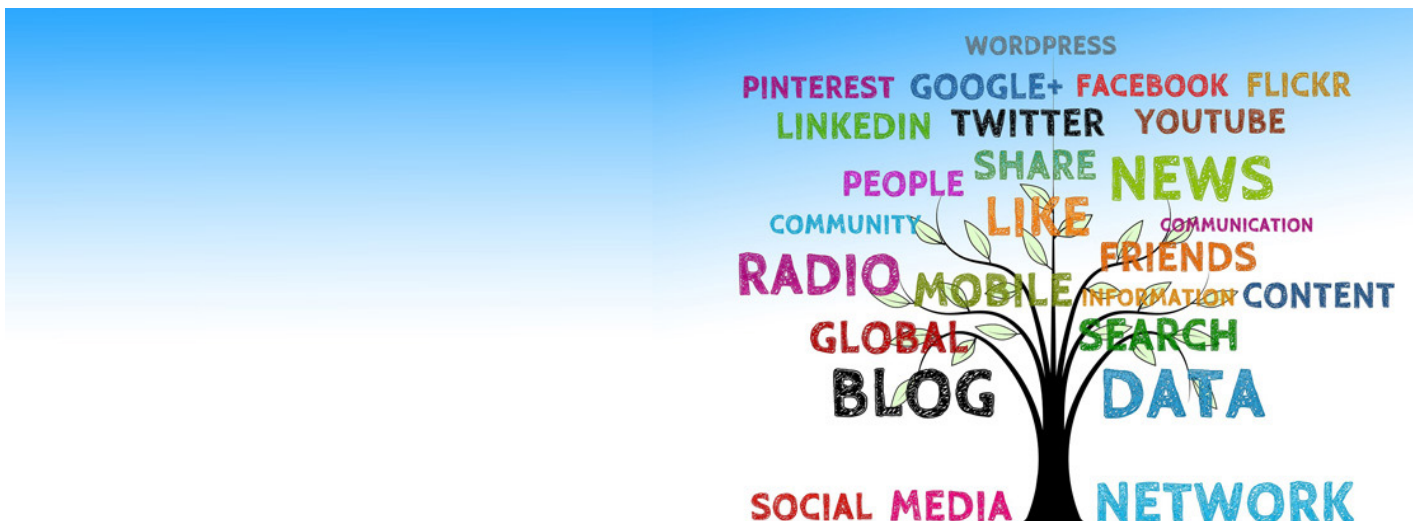 WORDPRESS
PINTEREST GOOGLE+ FACEBOOK FLICKR
LINKEDIN TWITTER YOUTUBE
PEOPLE SHARE NEWS
COMMUNITY LIKE COMMUNICATION
RADIO MOBILE FRIENDS
INFORMATION CONTENT
GLOBAL SEARCH
BLOG DATA
SOCIAL MEDIA NETWORK